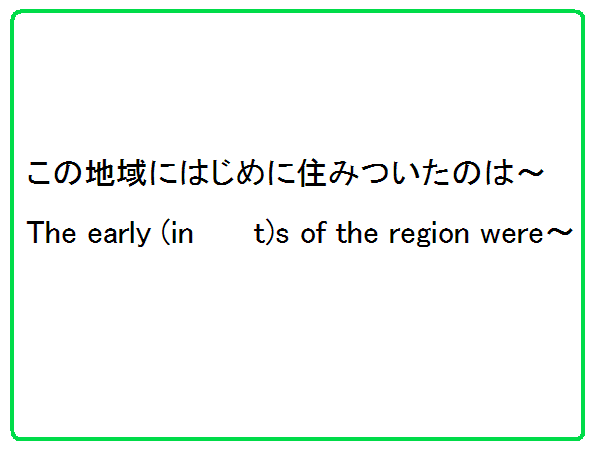 この地域にはじめに住みついたのは～
The early (in　　t)s of the region were～